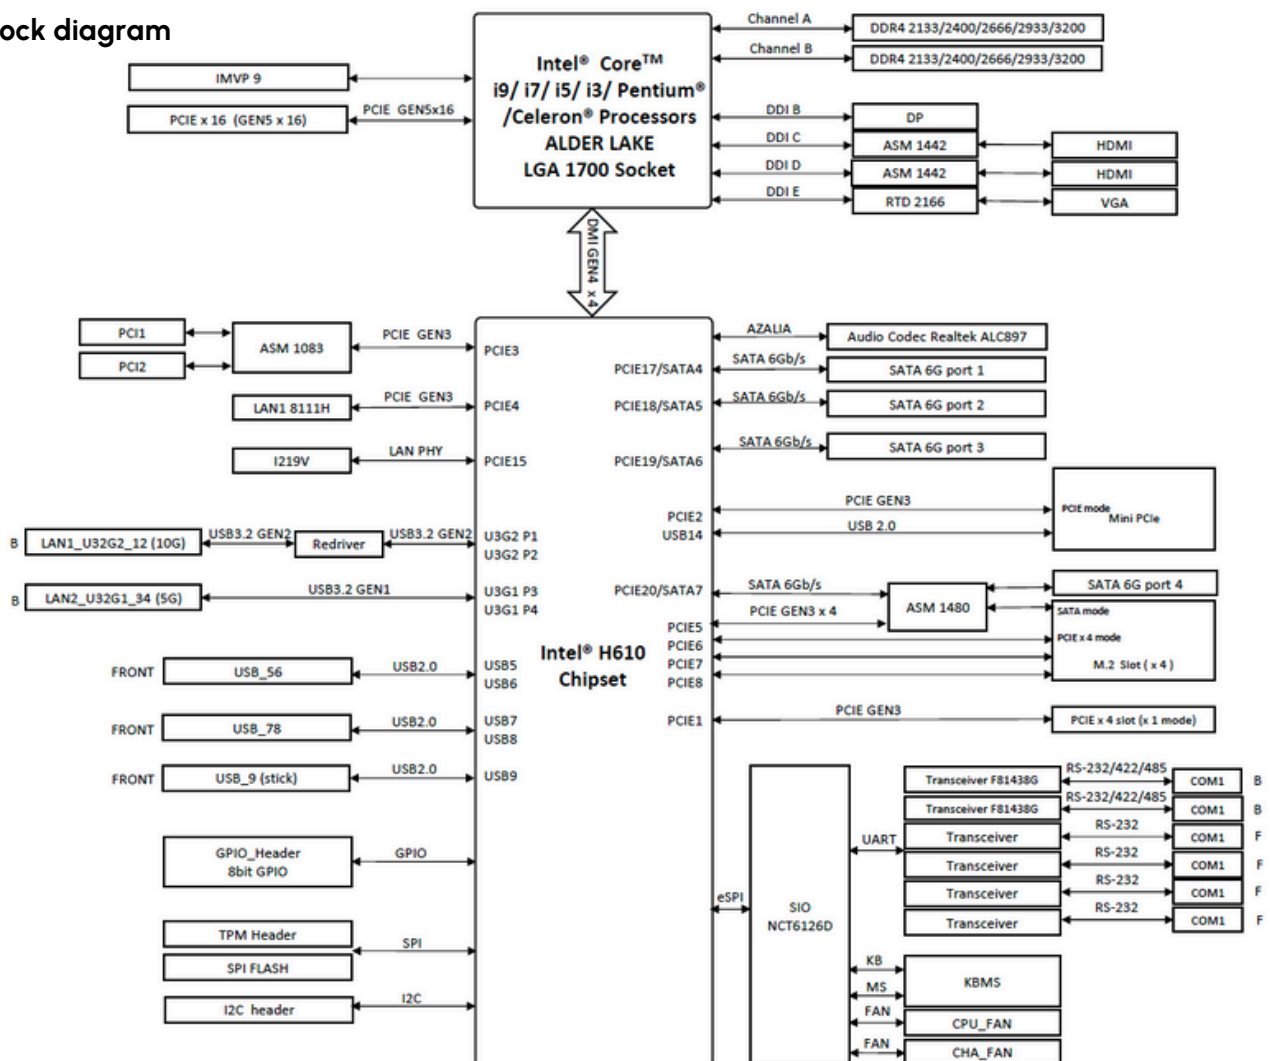 ock diagram
IMVP 9
PCIE x 16 (GEN5 x 16)
PCIE GEN5x16
Intel® Core™
i9/ i7/ i5/ i3/ Pentium®
/Celeron® Processors
ALDER LAKE
LGA 1700 Socket
Channel A
DDR4 2133/2400/2666/2933/3200
Channel B
DDR4 2133/2400/2666/2933/3200
DDI B
DP
DDI C
ASM 1442
HDMI
DDI D
ASM 1442
HDMI
DDI E
RTD 2166
VGA
DMI GEN4 x 4
PCI1
PCI2
ASM 1083
PCIE GEN3
PCIE3
LAN1 8111H
PCIE GEN3
PCIE4
I219V
LAN PHY
PCIE15
B
LAN1_U32G2_12 (10G)
USB3.2 GEN2
Redriver
USB3.2 GEN2
U3G2 P1
U3G2 P2
B
LAN2_U32G1_34 (5G)
USB3.2 GEN1
U3G1 P3
U3G1 P4
Intel® H610
Chipset
FRONT
USB_56
USB2.0
USB5
USB6
FRONT
USB_78
USB2.0
USB7
USB8
FRONT
USB_9 (stick)
USB2.0
USB9
GPIO_Header
8bit GPIO
GPIO
TPM Header
SPI FLASH
SPI
I2C header
I2C
AZALIA
Audio Codec Realtek ALC897
PCIE17/SATA4
SATA 6Gb/s
SATA 6G port 1
PCIE18/SATA5
SATA 6Gb/s
SATA 6G port 2
PCIE19/SATA6
SATA 6Gb/s
SATA 6G port 3
PCIE2
USB14
PCIE GEN3
USB 2.0
PCIE mode
Mini PCIe
PCIE20/SATA7
SATA 6Gb/s
PCIE GEN3 x 4
ASM 1480
SATA 6G port 4
SATA mode
PCIE x 4 mode
M.2 Slot ( x 4 )
PCIE5
PCIE6
PCIE7
PCIE8
PCIE1
PCIE GEN3
PCIE x 4 slot (x 1 mode)
eSPI
SIO
NCT6126D
UART
Transceiver F81438G
RS-232/422/485
COM1
B
Transceiver F81438G
RS-232/422/485
COM1
B
Transceiver
RS-232
COM1
F
Transceiver
RS-232
COM1
F
Transceiver
RS-232
COM1
F
Transceiver
RS-232
COM1
F
KB
MS
KBMS
FAN
CPU_FAN
FAN
CHA_FAN